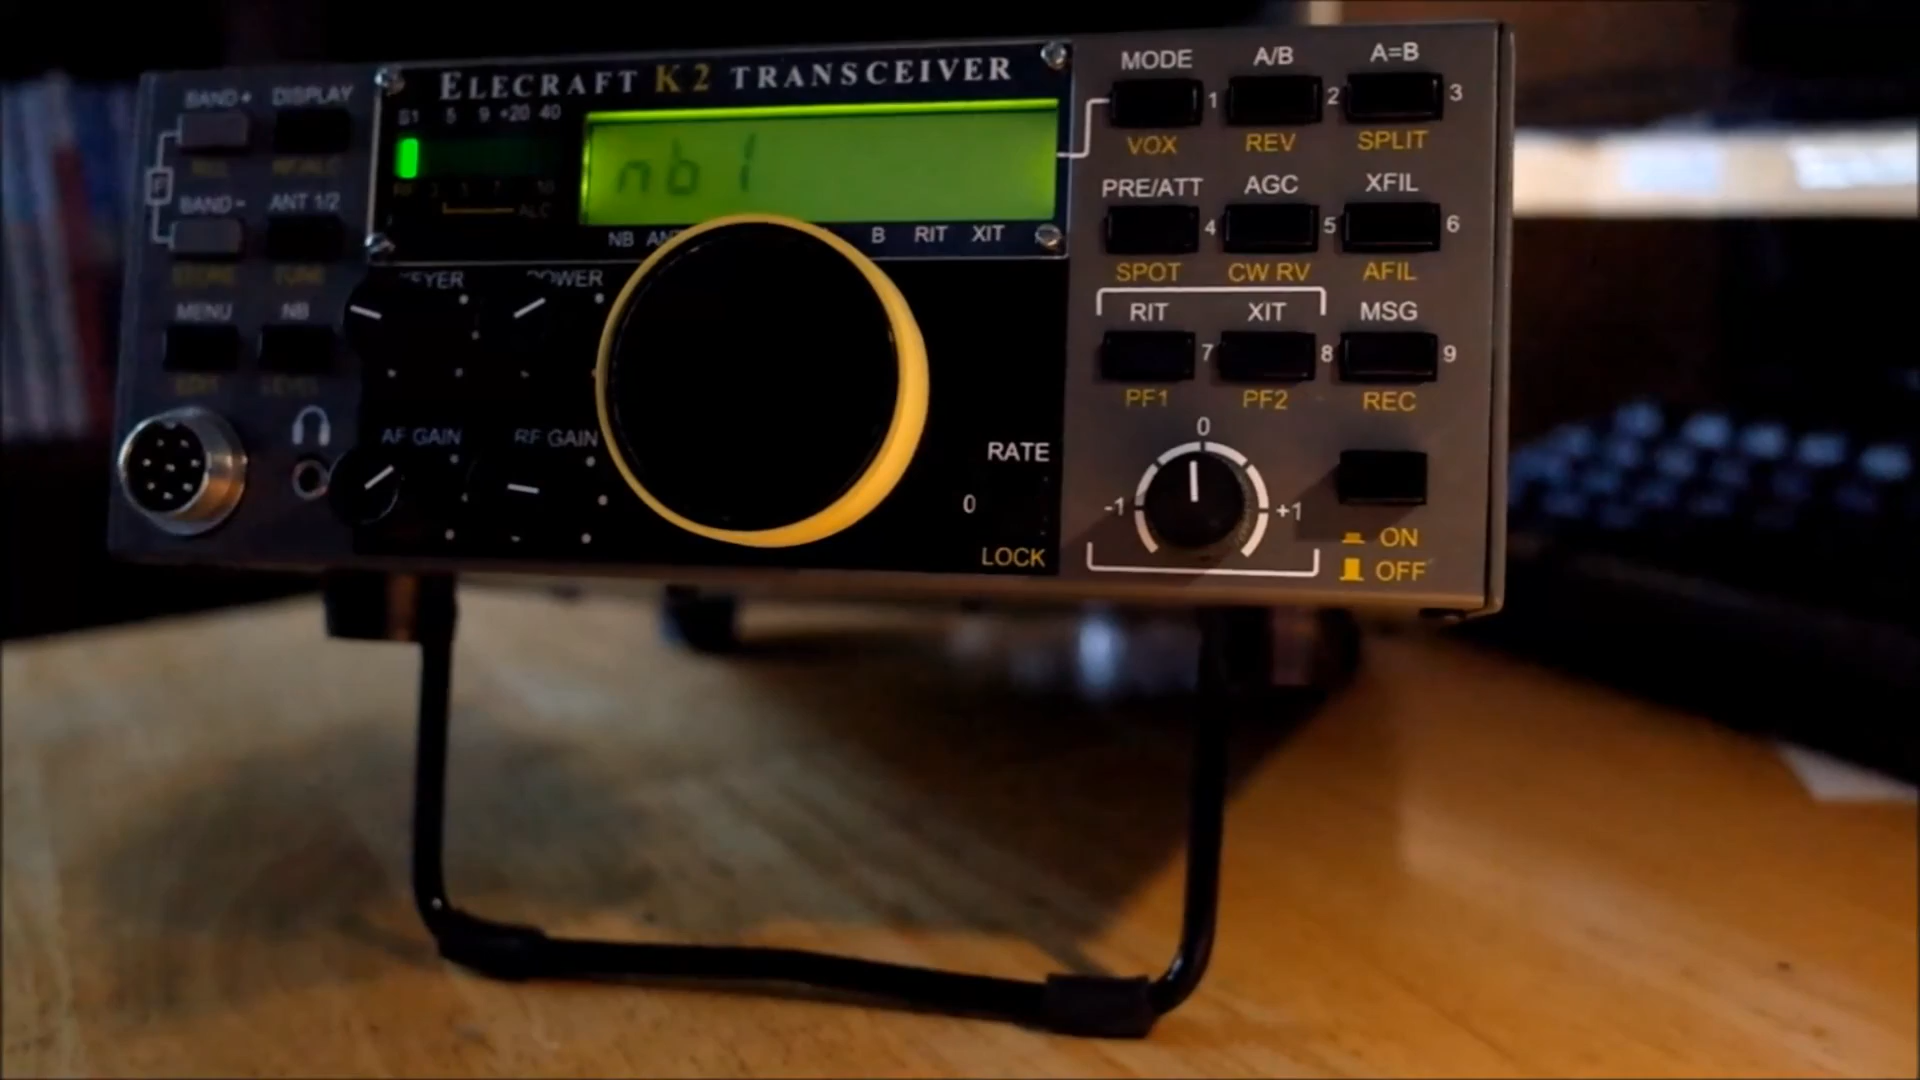 ELECRAFT K2 TRANSCEIVER
BAND+ DISPLAY
S1 5 9 +20 40
nb1
RF ALC
BAND- ANT 1/2
NB B RIT XIT
MENU NB
POWER
AF GAIN RF GAIN
RATE
0
LOCK
MODE A/B A=B
1 2 3
VOX REV SPLIT
PRE/ATT AGC XFIL
4 5 6
SPOT CW RV AFIL
RIT XIT MSG
7 8 9
PF1 PF2 REC
0
-1 +1
ON
OFF